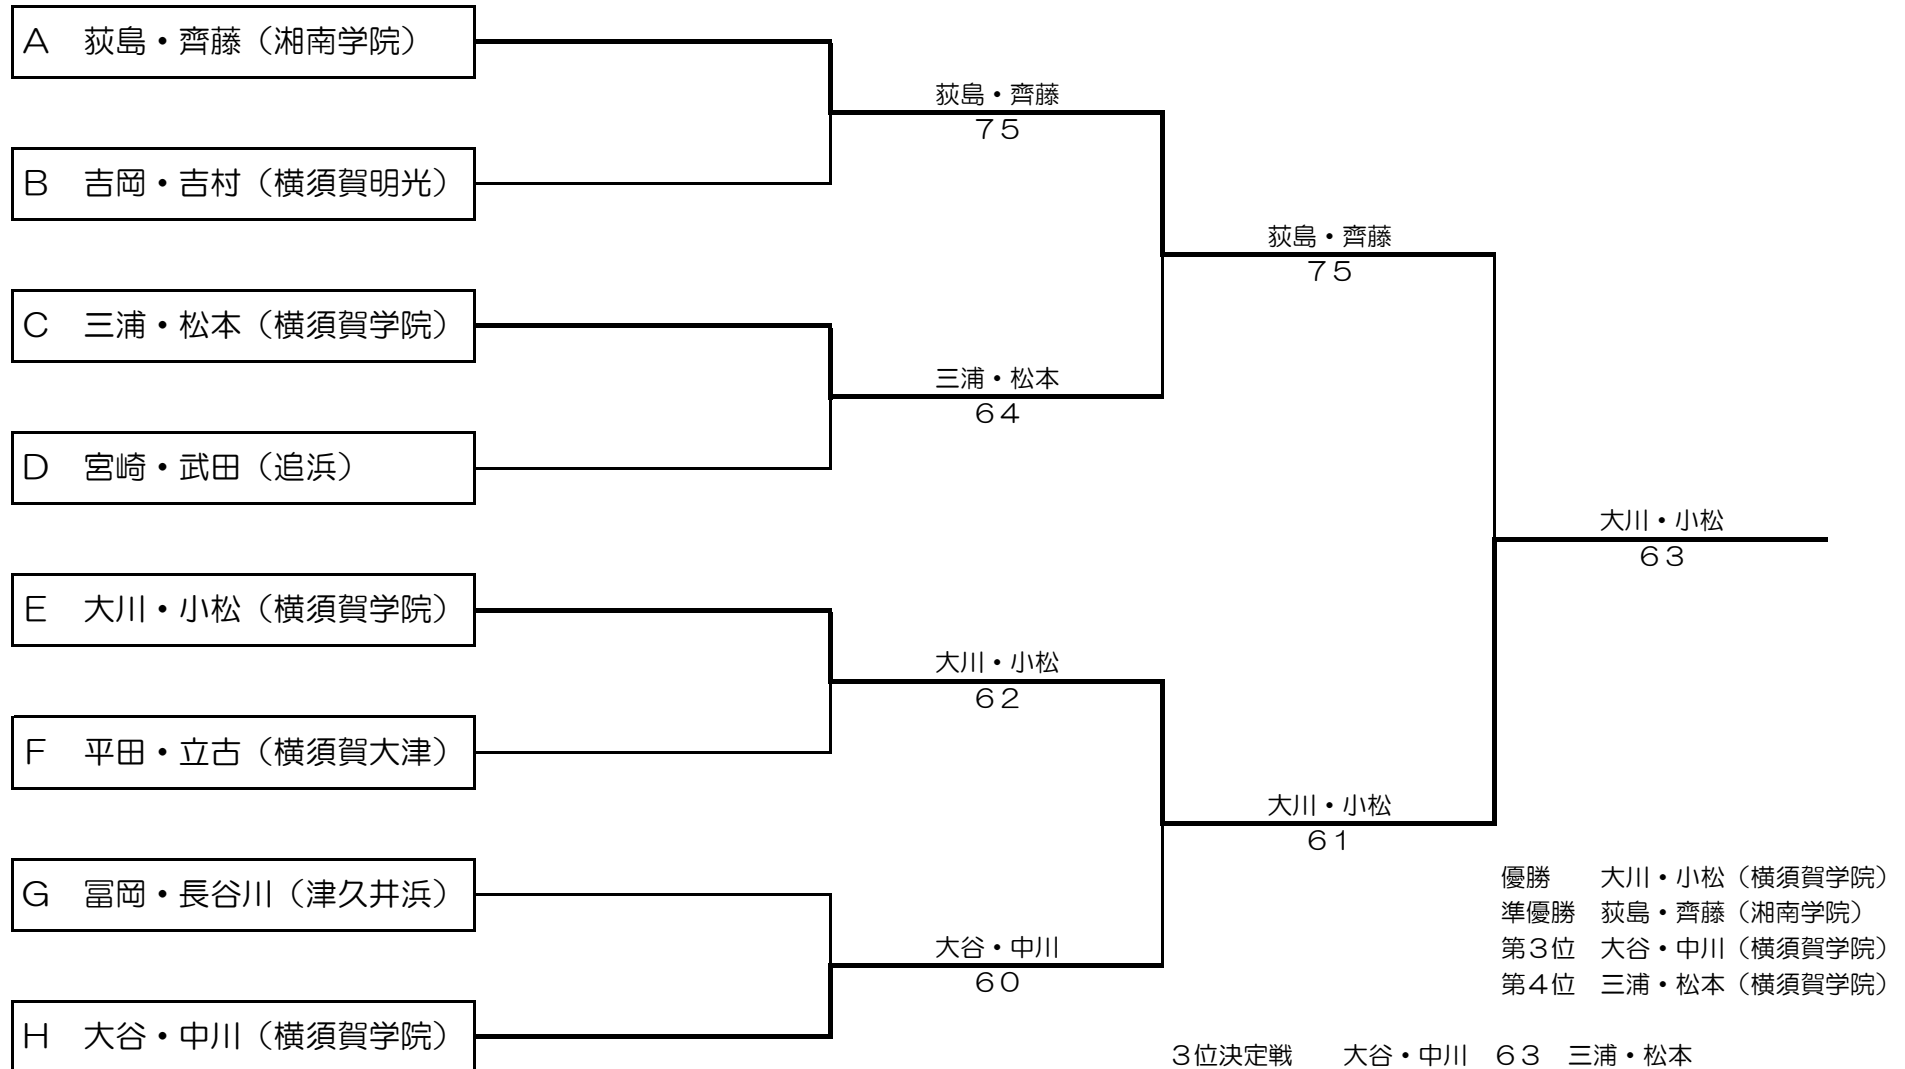 A　荻島・齊藤（湘南学院）
荻島・齊藤
７５
B　吉岡・吉村（横須賀明光）
荻島・齊藤
７５
C　三浦・松本（横須賀学院）
三浦・松本
６４
D　宮崎・武田（追浜）
大川・小松
６３
E　大川・小松（横須賀学院）
大川・小松
６２
F　平田・立古（横須賀大津）
大川・小松
６１
G　冨岡・長谷川（津久井浜）
大谷・中川
６０
H　大谷・中川（横須賀学院）
優勝　　大川・小松（横須賀学院）
準優勝　荻島・齊藤（湘南学院）
第３位　大谷・中川（横須賀学院）
第４位　三浦・松本（横須賀学院）
３位決定戦　　大谷・中川　６３　三浦・松本